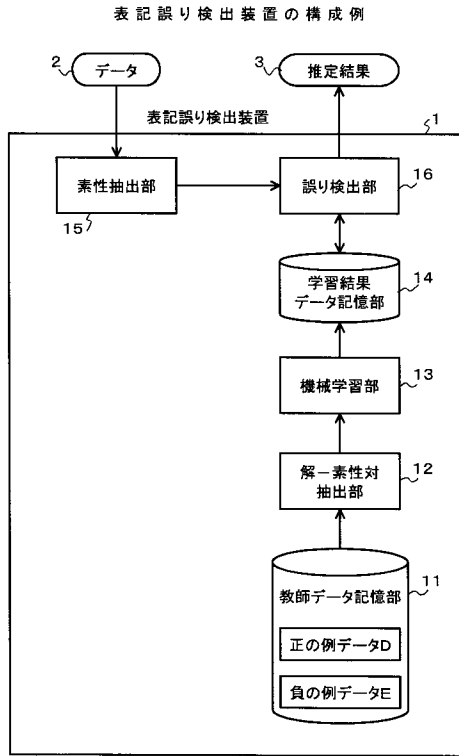 表記誤り検出装置の構成例
2
データ
3
推定結果
表記誤り検出装置
1
素性抽出部
15
誤り検出部
16
学習結果
データ記憶部
14
機械学習部
13
解－素性対
抽出部
12
教師データ記憶部
11
正の例データD
負の例データE